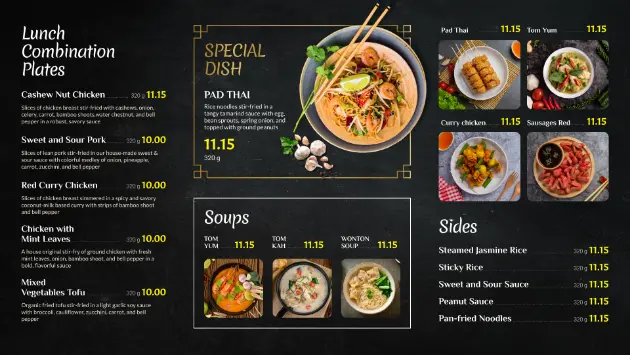 Lunch
Combination
Plates
Cashew Nut Chicken 320 g 11.15
Slices of chicken breast stir-fried with cashews, onion,
celery, carrot, bamboo shoots, water chestnut, and bell
pepper in a robust, savory sauce
Sweet and Sour Pork 320 g 10.00
Slices of lean pork stir-fried in our house-made sweet &
sour sauce with colorful medley of onion, pineapple,
carrot, zucchini, and bell pepper
Red Curry Chicken 320 g 10.00
Slices of chicken breast simmered in a spicy and savory
coconut-milk based curry with strips of bamboo shoot
and bell pepper
Chicken with
Mint Leaves 320 g 10.00
A house original stir-fry of ground chicken with fresh
mint leaves, onion, bamboo shoot, and bell pepper in a
bold, flavorful sauce
Mixed
Vegetables Tofu 320 g 10.00
Organic fried tofu stir-fried in a light garlic soy sauce
with broccoli, cauliflower, zucchini, carrot, and bell
pepper
SPECIAL
DISH
PAD THAI
Rice noodles stir-fried in a
tangy tamarind sauce with egg,
bean sprouts, spring onion, and
topped with ground peanuts
11.15
320 g
Soups
TOM
YUM 11.15
TOM
KAH 11.15
WONTON
SOUP 11.15
Pad Thai 11.15
Tom Yum 11.15
Curry chicken 11.15
Sausages Red 11.15
Sides
Steamed Jasmine Rice 320 g 11.15
Sticky Rice 320 g 11.15
Sweet and Sour Sauce 320 g 11.15
Peanut Sauce 320 g 11.15
Pan-fried Noodles 320 g 11.15